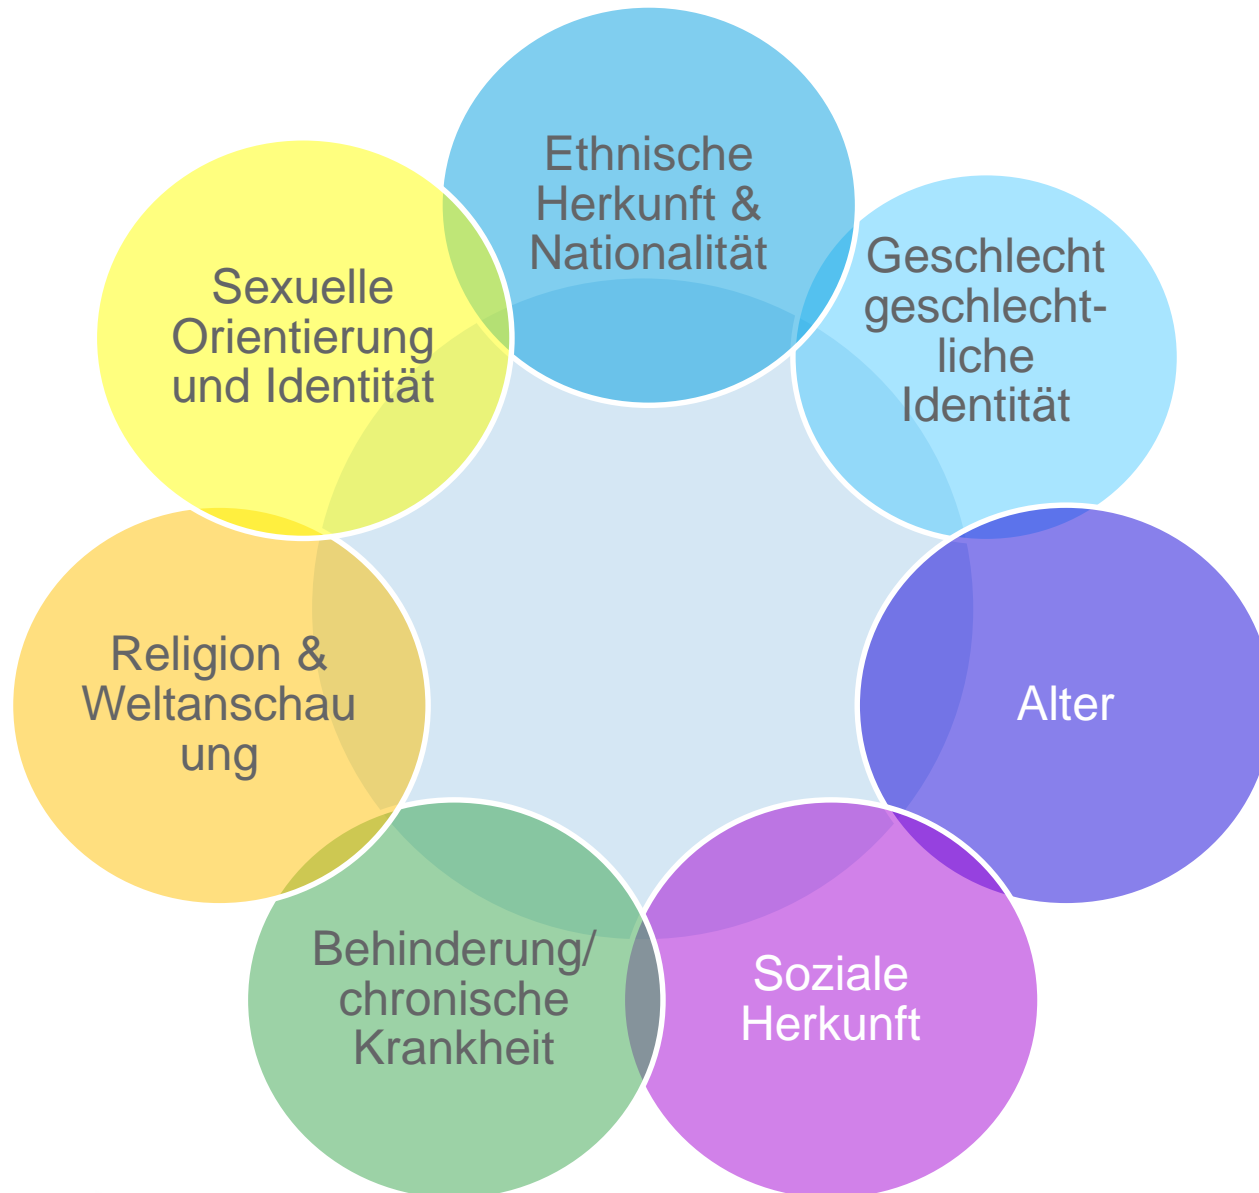 Ethnische
Herkunft &
Nationalität
Geschlecht
geschlecht-
liche
Identität
Alter
Soziale
Herkunft
Behinderung/
chronische
Krankheit
Religion &
Weltanschau
ung
Sexuelle
Orientierung
und Identität